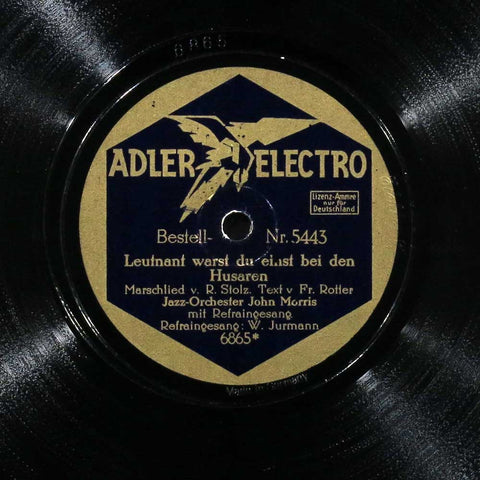 6865
ADLER ELECTRO
Lizenz-Ammre
nur für
Deutschland
Bestell- Nr. 5443
Leutnant warst du einst bei den
Husaren
Marschlied v. R. Stolz. Text v Fr. Rotter
Jazz-Orchester John Morris
mit Refraingesang
Refraingesang: W. Jurmann
6865*
Made in Germany